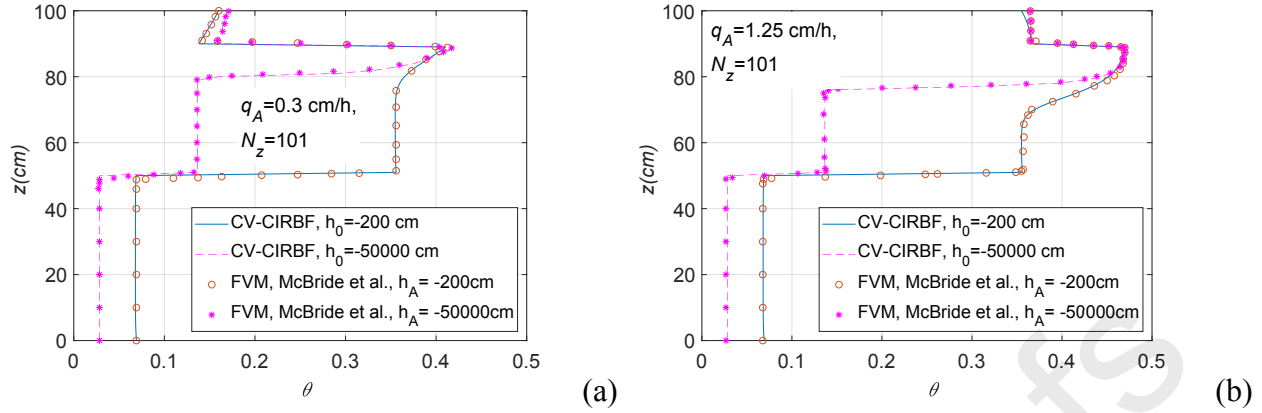 100
80
60
40
20
0
z(cm)
q_A=0.3 cm/h,
N_z=101
CV-CIRBF, h_0=-200 cm
CV-CIRBF, h_0=-50000 cm
FVM, McBride et al., h_A= -200cm
FVM, McBride et al., h_A= -50000cm
0 0.1 0.2 0.3 0.4 0.5
θ
(a)
100
80
60
40
20
0
z(cm)
q_A=1.25 cm/h,
N_z=101
CV-CIRBF, h_0=-200 cm
CV-CIRBF, h_0=-50000 cm
FVM, McBride et al., h_A= -200cm
FVM, McBride et al., h_A= -50000cm
0 0.1 0.2 0.3 0.4 0.5
θ
(b)
fs